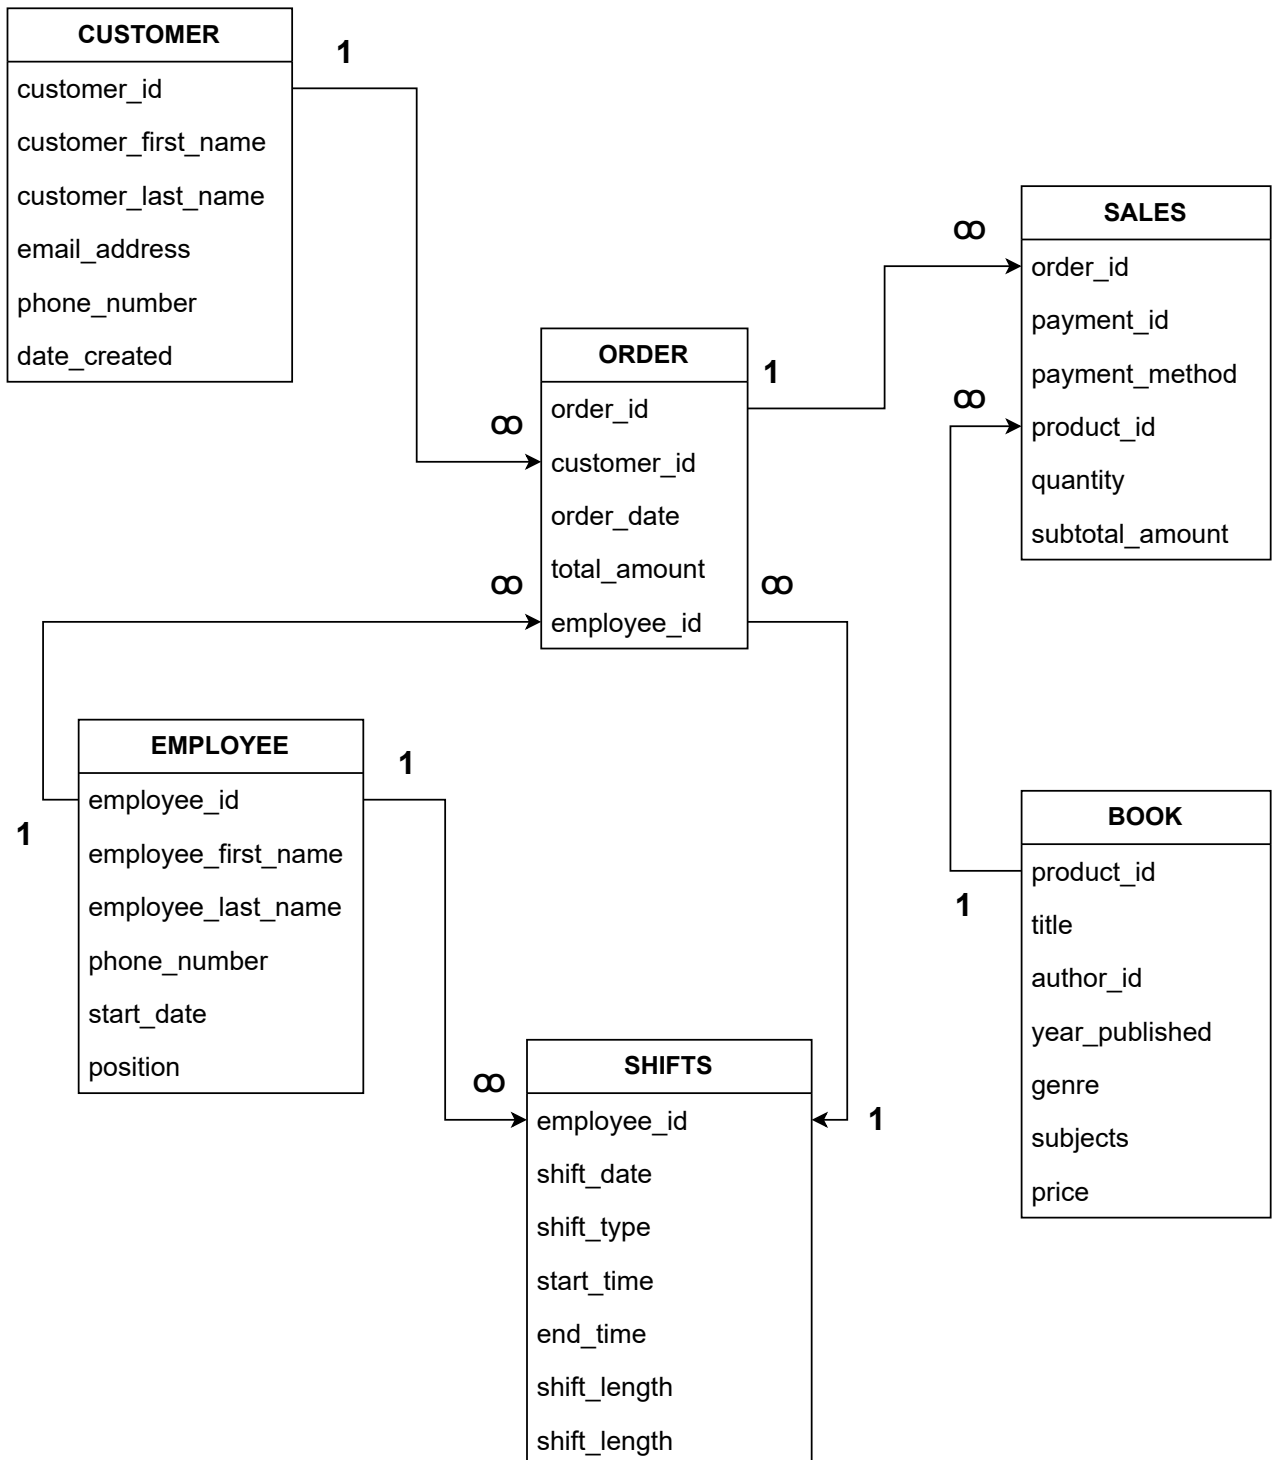 CUSTOMER
customer_id
customer_first_name
customer_last_name
email_address
phone_number
date_created
1
∞
ORDER
order_id
customer_id
order_date
total_amount
employee_id
1
∞
∞
∞
SALES
order_id
payment_id
payment_method
product_id
quantity
subtotal_amount
∞
EMPLOYEE
employee_id
employee_first_name
employee_last_name
phone_number
start_date
position
1
1
∞
SHIFTS
employee_id
shift_date
shift_type
start_time
end_time
shift_length
shift_length
1
BOOK
product_id
title
author_id
year_published
genre
subjects
price
1